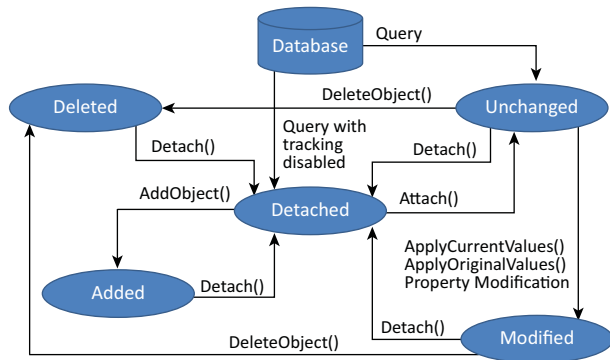 Query
Database
Deleted
DeleteObject()
Unchanged
Query with
tracking
disabled
Detach()
Detach()
AddObject()
Detached
Attach()
ApplyCurrentValues()
ApplyOriginalValues()
Property Modification
Added
Detach()
Detach()
DeleteObject()
Modified